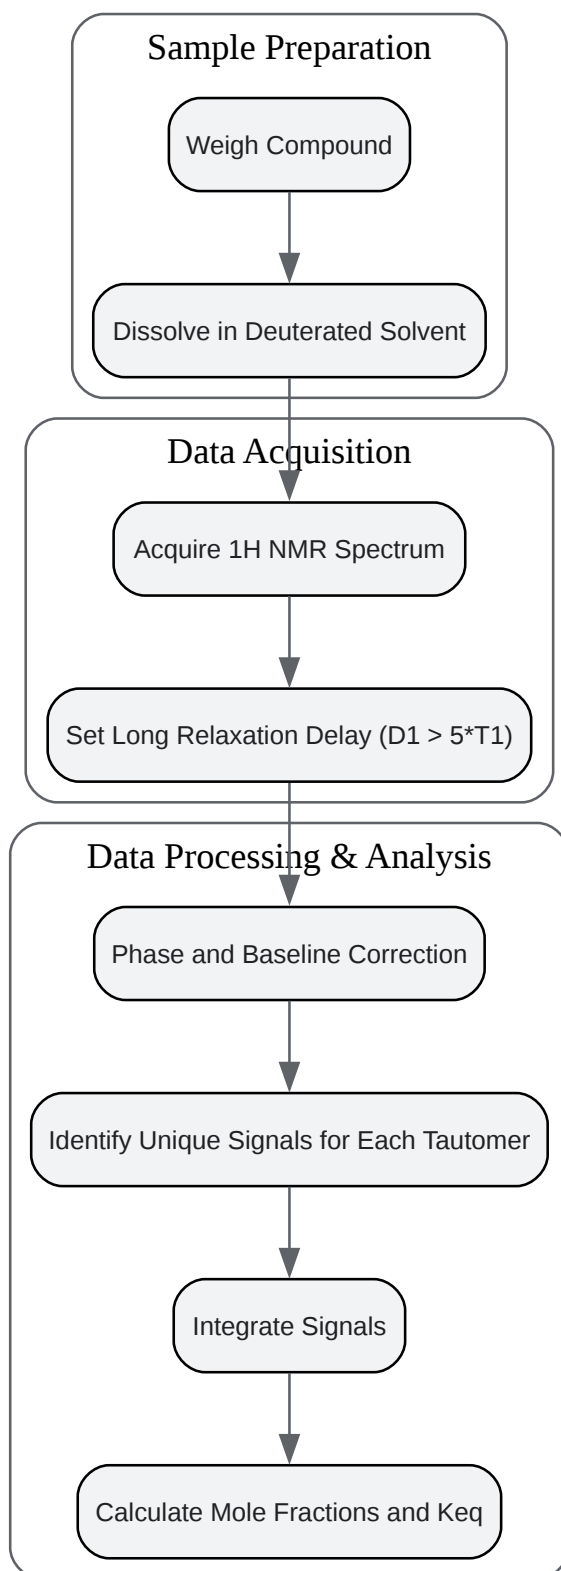 Sample Preparation
Weigh Compound
Dissolve in Deuterated Solvent
Data Acquisition
Acquire 1H NMR Spectrum
Set Long Relaxation Delay (D1 > 5*T1)
Data Processing & Analysis
Phase and Baseline Correction
Identify Unique Signals for Each Tautomer
Integrate Signals
Calculate Mole Fractions and Keq